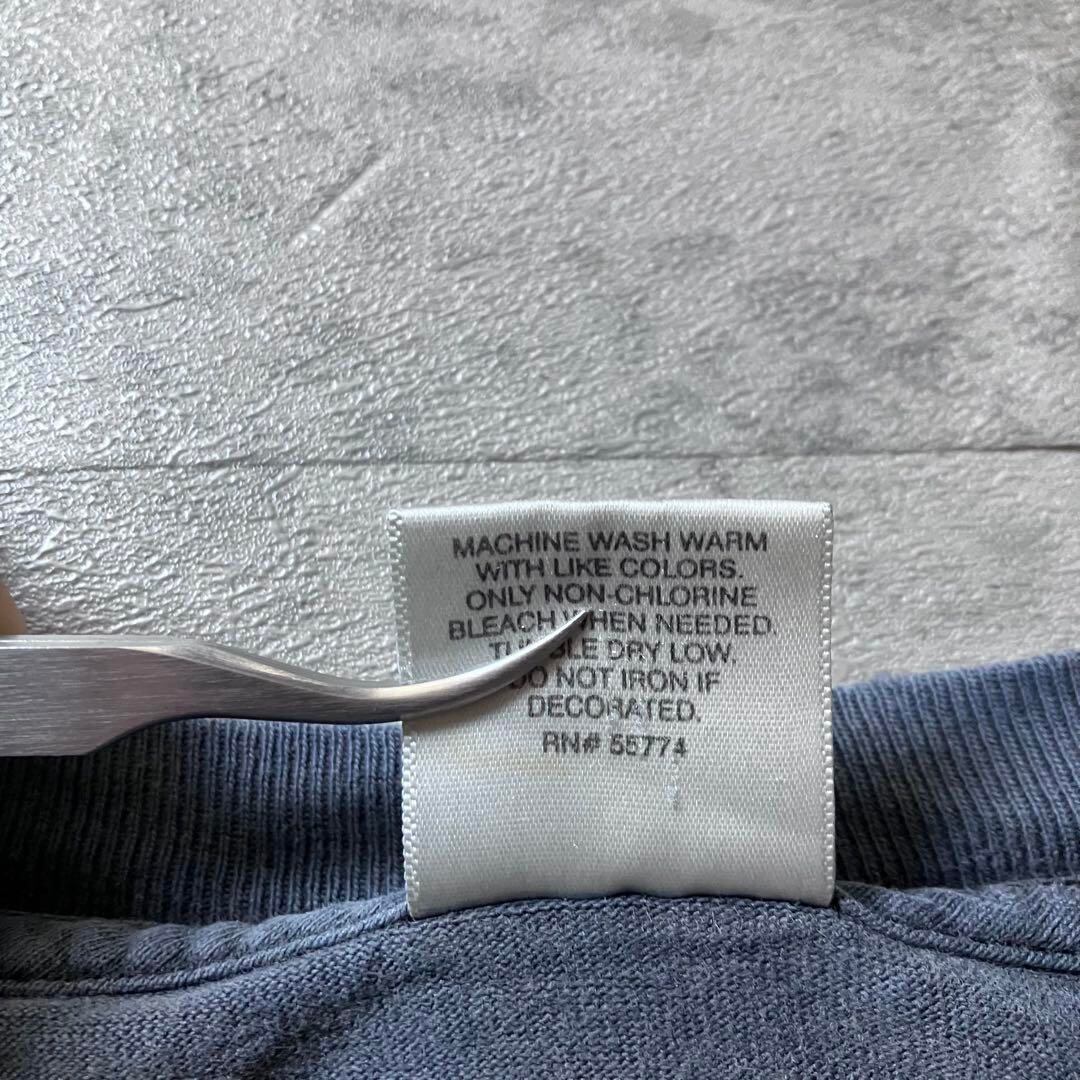 MACHINE WASH WARM
WITH LIKE COLORS.
ONLY NON-CHLORINE
BLEACH WHEN NEEDED.
TUMBLE DRY LOW.
DO NOT IRON IF
DECORATED.
RN# 55774